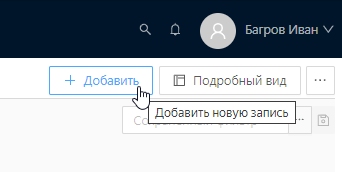 Багров Иван
Добавить
Подробный вид
Добавить новую запись